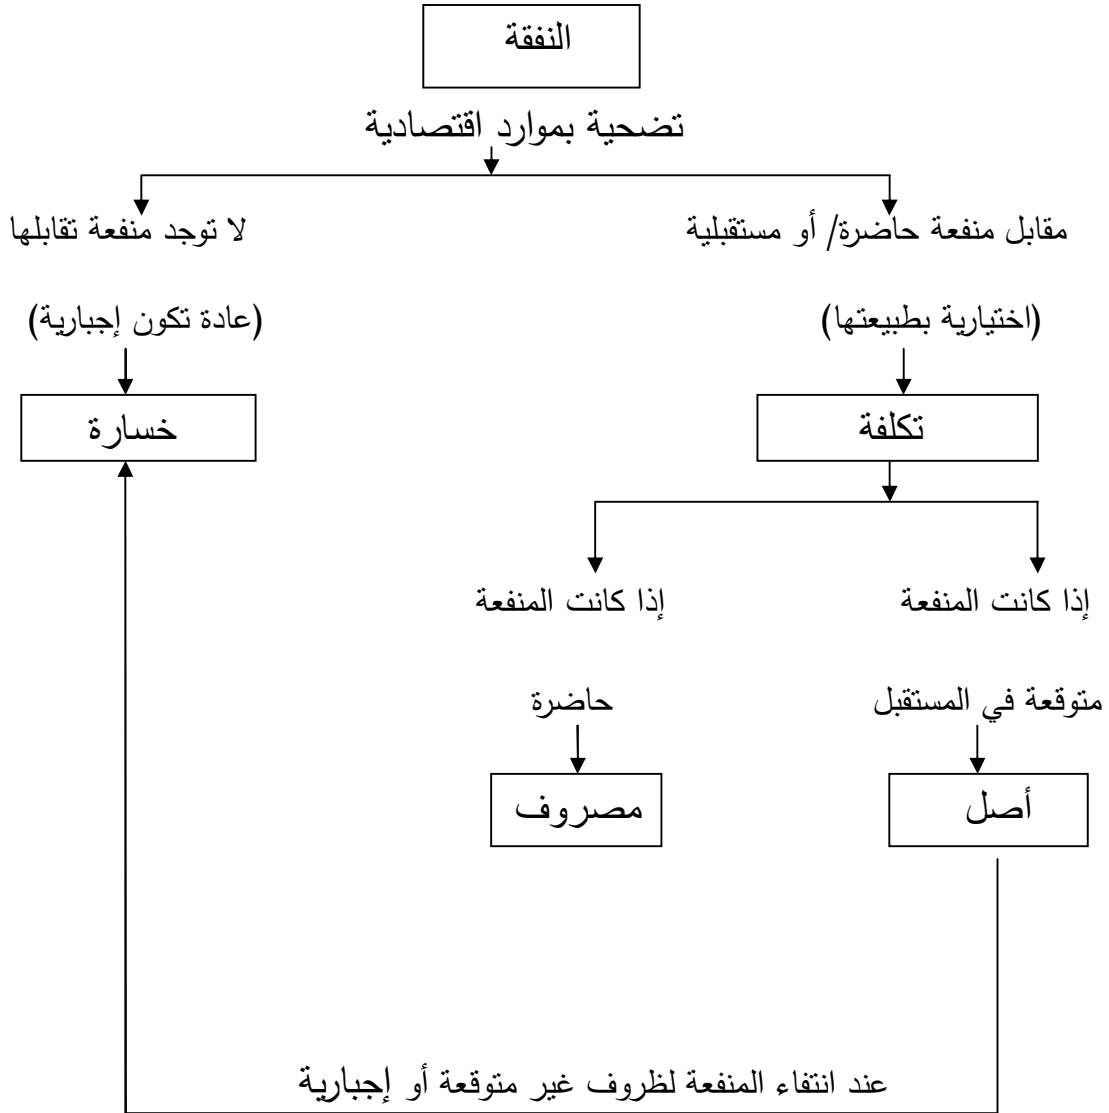 النفقة
تضحية بموارد اقتصادية
مقابل منفعة حاضرة/ أو مستقبلية
لا توجد منفعة تقابلها
(اختيارية بطبيعتها)
(عادة تكون إجبارية)
تكلفة
خسارة
إذا كانت المنفعة
إذا كانت المنفعة
متوقعة في المستقبل
حاضرة
أصل
مصروف
عند انتفاء المنفعة لظروف غير متوقعة أو إجبارية